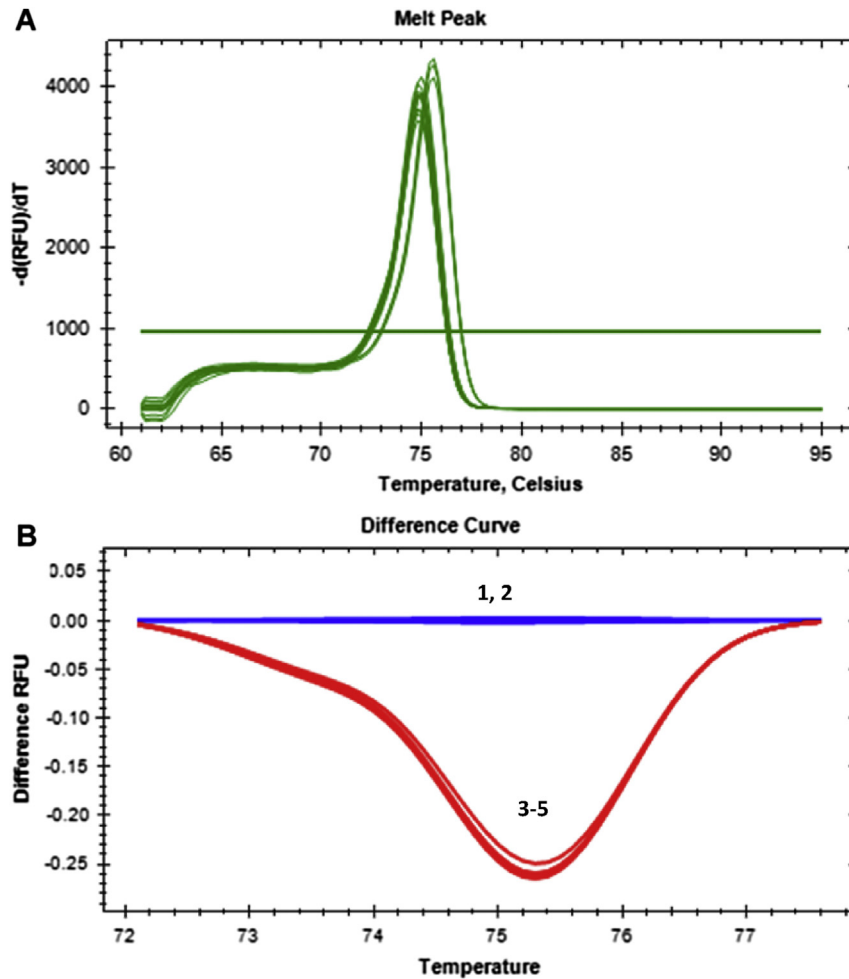 A
Melt Peak
-d(RFU)/dT
4000
3000
2000
1000
0
60 65 70 75 80 85 90 95
Temperature, Celsius
B
Difference Curve
Difference RFU
0.05
0.00
-0.05
-0.10
-0.15
-0.20
-0.25
1, 2
3-5
72 73 74 75 76 77
Temperature